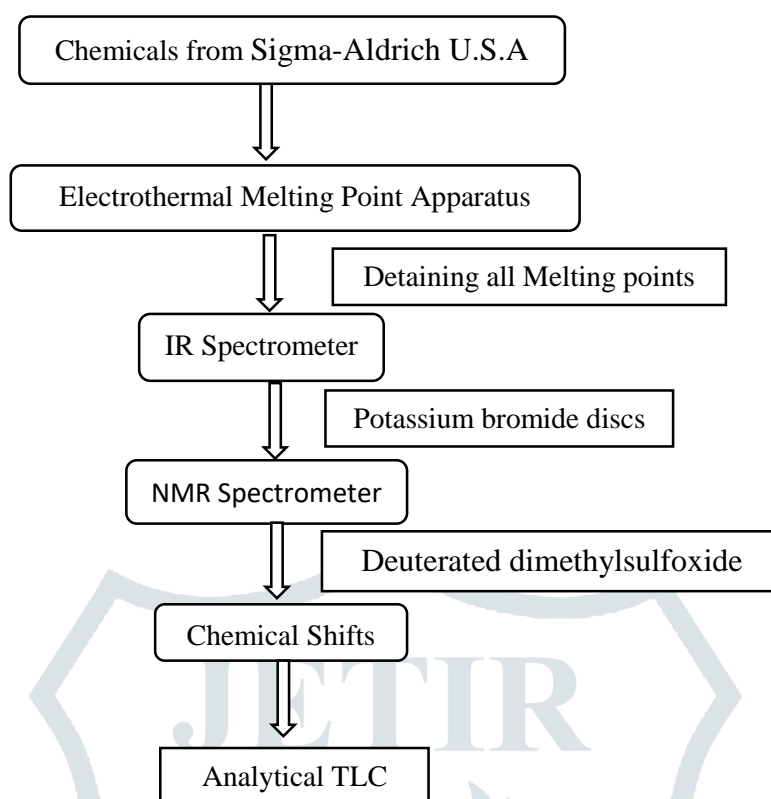 Chemicals from Sigma-Aldrich U.S.A
Electrothermal Melting Point Apparatus
Detaining all Melting points
IR Spectrometer
Potassium bromide discs
NMR Spectrometer
Deuterated dimethylsulfoxide
Chemical Shifts
JETIR
Analytical TLC